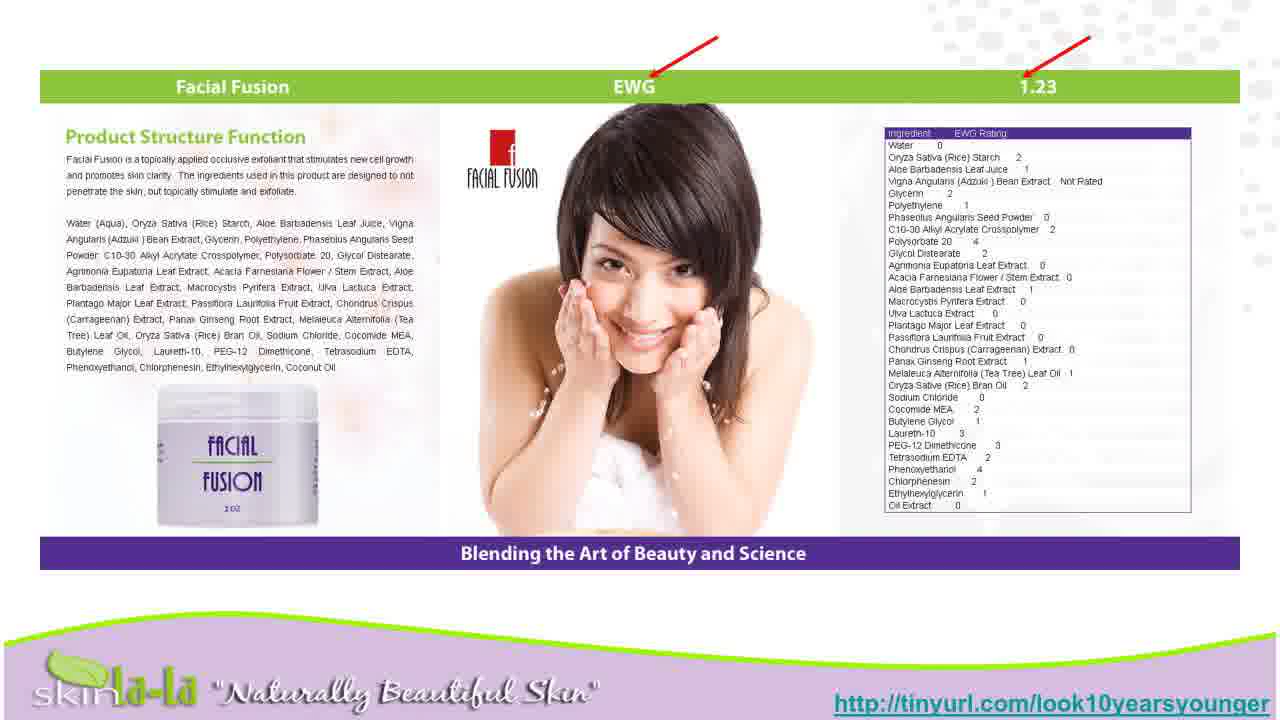 Facial Fusion EWG 1.23
Product Structure Function
Facial Fusion is a topically applied occlusive exfoliant that stimulates new cell growth
and promotes skin clarity. The ingredients used in this product are designed to not
penetrate the skin, but topically stimulate and exfoliate.
Water (Aqua), Oryza Sativa (Rice) Starch, Aloe Barbadensis Leaf Juice, Vigna
Angularis (Adzuki ) Bean Extract, Glycerin, Polyethylene, Phaseolus Angularis Seed
Powder, C10-30 Alkyl Acrylate Crosspolymer, Polysorbate 20, Glycol Distearate,
Agrimonia Eupatoria Leaf Extract, Acacia Farnesiana Flower / Stem Extract, Aloe
Barbadensis Leaf Extract, Macrocystis Pyrifera Extract, Ulva Lactuca Extract,
Plantago Major Leaf Extract, Passiflora Laurifolia Fruit Extract, Chondrus Crispus
(Carrageenan) Extract, Panax Ginseng Root Extract, Melaleuca Alternifolia (Tea
Tree) Leaf Oil, Oryza Sativa (Rice) Bran Oil, Sodium Chloride, Cocomide MEA,
Butylene Glycol, Laureth-10, PEG-12 Dimethicone, Tetrasodium EDTA,
Phenoxyethanol, Chlorphenesin, Ethylhexylglycerin, Coconut Oil
FACIAL
FUSION
2 OZ
f
FACIAL FUSION
Ingredient EWG Rating
Water 0
Oryza Sativa (Rice) Starch 2
Aloe Barbadensis Leaf Juice 1
Vigna Angularis (Adzuki ) Bean Extract Not Rated
Glycerin 2
Polyethylene 1
Phaseolus Angularis Seed Powder 0
C10-30 Alkyl Acrylate Crosspolymer 2
Polysorbate 20 4
Glycol Distearate 2
Agrimonia Eupatoria Leaf Extract 0
Acacia Farnesiana Flower / Stem Extract 0
Aloe Barbadensis Leaf Extract 1
Macrocystis Pyrifera Extract 0
Ulva Lactuca Extract 0
Plantago Major Leaf Extract 0
Passiflora Laurifolia Fruit Extract 0
Chondrus Crispus (Carrageenan) Extract 0
Panax Ginseng Root Extract 1
Melaleuca Alternifolia (Tea Tree) Leaf Oil 1
Oryza Sative (Rice) Bran Oil 2
Sodium Chloride 0
Cocomide MEA 2
Butylene Glycol 1
Laureth-10 3
PEG-12 Dimethicone 3
Tetrasodium EDTA 2
Phenoxyethanol 4
Chlorphenesin 2
Ethylhexylglycerin 1
Oil Extract 0
Blending the Art of Beauty and Science
skin la-la "Naturally Beautiful Skin"
http://tinyurl.com/look10yearsyounger